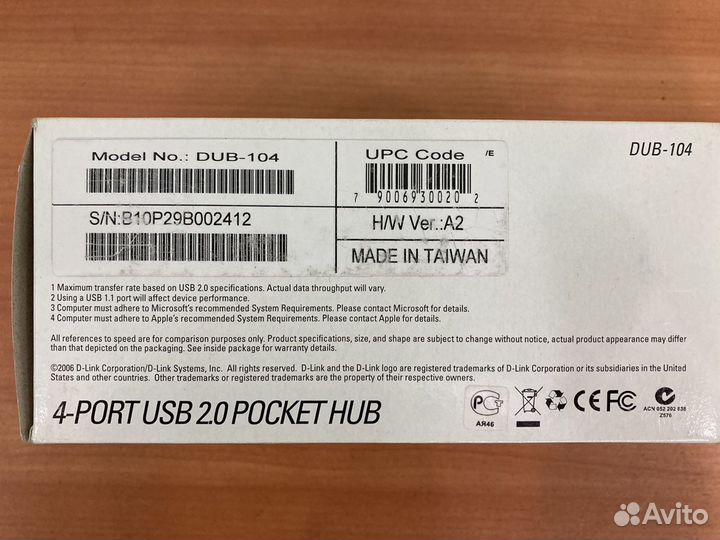 Model No.: DUB-104
UPC Code /E
7 90069 30020 2
S/N:B10P29B002412
H/W Ver.:A2
MADE IN TAIWAN
DUB-104
1 Maximum transfer rate based on USB 2.0 specifications. Actual data throughput will vary.
2 Using a USB 1.1 port will affect device performance.
3 Computer must adhere to Microsoft's recommended System Requirements. Please contact Microsoft for details.
4 Computer must adhere to Apple's recommended System Requirements. Please contact Apple for details.
All references to speed are for comparison purposes only. Product specifications, size, and shape are subject to change without notice, actual product appearance may differ
than that depicted on the packaging. See inside package for warranty details.
©2006 D-Link Corporation/D-Link Systems, Inc. All rights reserved. D-Link and the D-Link logo are registered trademarks of D-Link Corporation or its subsidiaries in the United
States and other countries. Other trademarks or registered trademarks are the property of their respective owners.
4-PORT USB 2.0 POCKET HUB
РСТ
АЯ46
CE FC
ACN 052 202 838
Z576
Avito